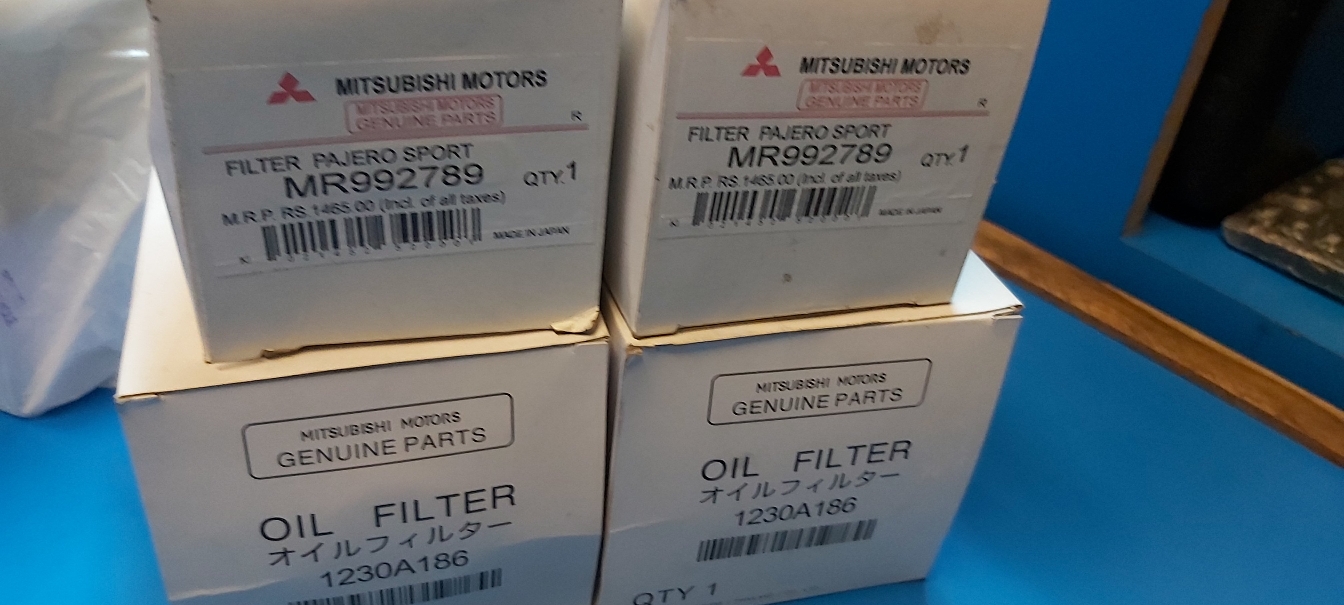 MITSUBISHI MOTORS
MITSUBISHI MOTORS
GENUINE PARTS
R
FILTER PAJERO SPORT
MR992789 QTY.1
M.R.P. RS.1465.00 (Incl. of all taxes)
MADE IN JAPAN
MITSUBISHI MOTORS
MITSUBISHI MOTORS
GENUINE PARTS
R
FILTER PAJERO SPORT
MR992789 QTY.1
M.R.P. RS.1465.00 (Incl. of all taxes)
MADE IN JAPAN
MITSUBISHI MOTORS
GENUINE PARTS
OIL FILTER
オイルフィルター
1230A186
MITSUBISHI MOTORS
GENUINE PARTS
OIL FILTER
オイルフィルター
1230A186
QTY 1